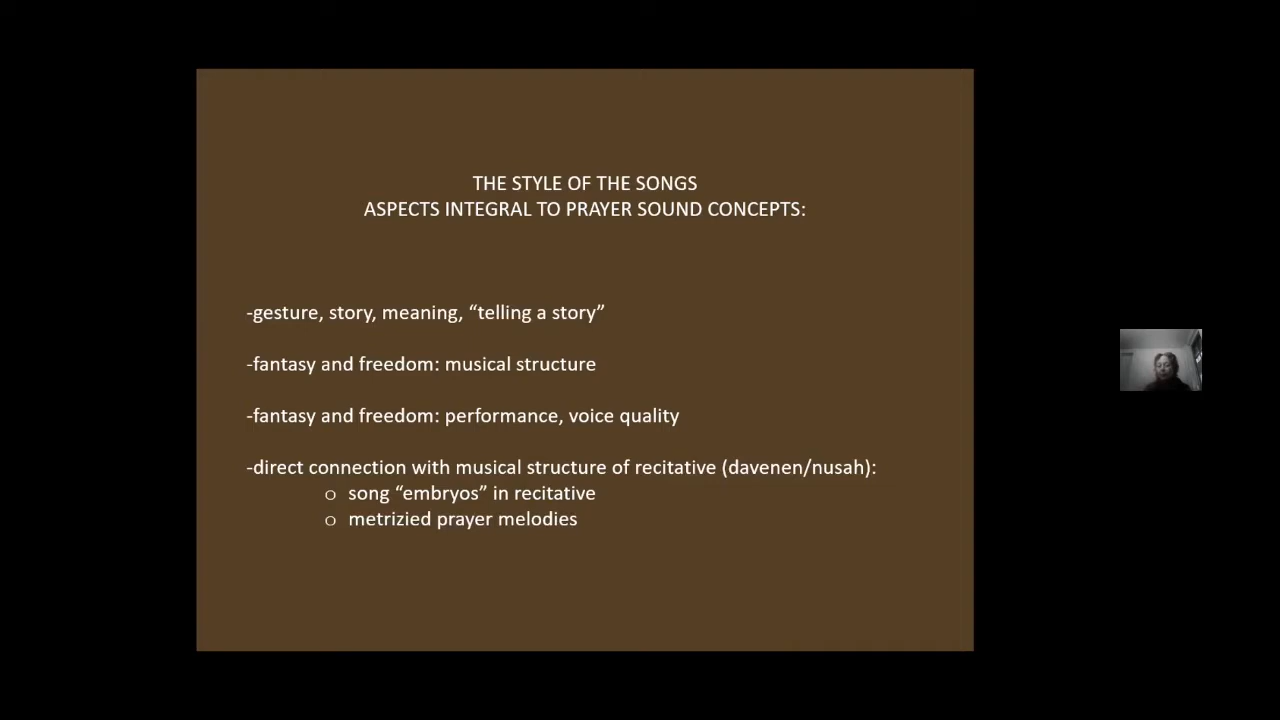 THE STYLE OF THE SONGS
ASPECTS INTEGRAL TO PRAYER SOUND CONCEPTS:
-gesture, story, meaning, “telling a story”
-fantasy and freedom: musical structure
-fantasy and freedom: performance, voice quality
-direct connection with musical structure of recitative (davenen/nusah):
o song “embryos” in recitative
o metrizied prayer melodies